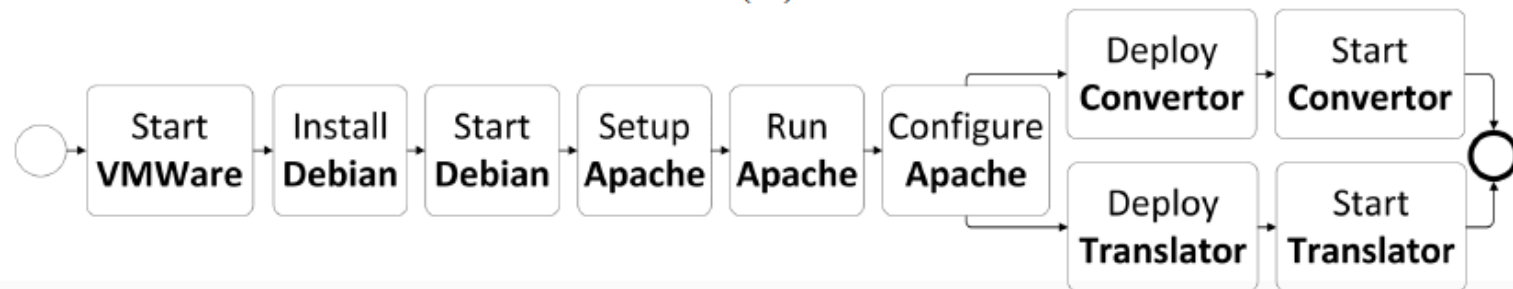 Start
VMWare
Install
Debian
Start
Debian
Setup
Apache
Run
Apache
Configure
Apache
Deploy
Convertor
Start
Convertor
Deploy
Translator
Start
Translator